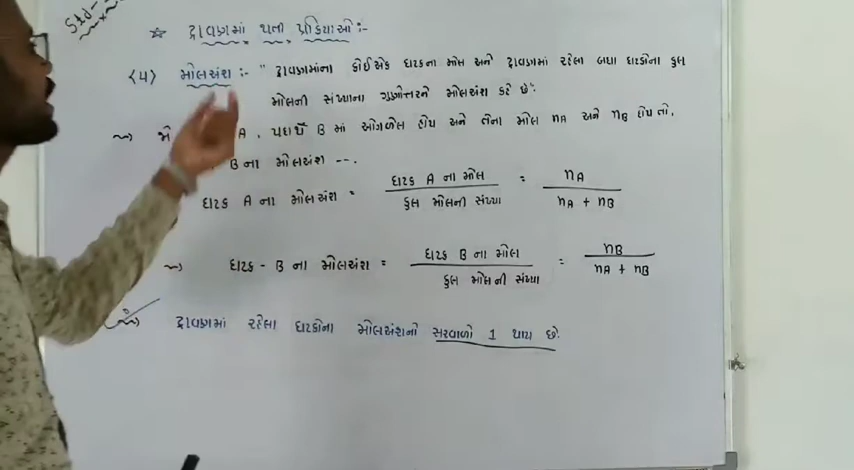 Std-
☆ દ્રાવણમાં થતી પ્રક્રિયાઓ :-
(4) મોલઅંશ :- " દ્રાવણમાંના કોઈએક ઘટકના મોલ અને દ્રાવણમાં રહેલા બધા ઘટકોના કુલ
મોલની સંખ્યાના ગુણોત્તરને મોલઅંશ કહે છે."
A, પદાર્થ B માં ઓગળેલ હોય અને તેના મોલ nA અને nB હોય તો,
B ના મોલઅંશ ---.
ઘટક A ના મોલઅંશ = ઘટક A ના મોલ / કુલ મોલની સંખ્યા = nA / nA + nB
→ ઘટક - B ના મોલઅંશ = ઘટક B ના મોલ / કુલ મોલની સંખ્યા = nB / nA + nB
→ દ્રાવણમાં રહેલા ઘટકોના મોલઅંશનો સરવાળો 1 થાય છે.